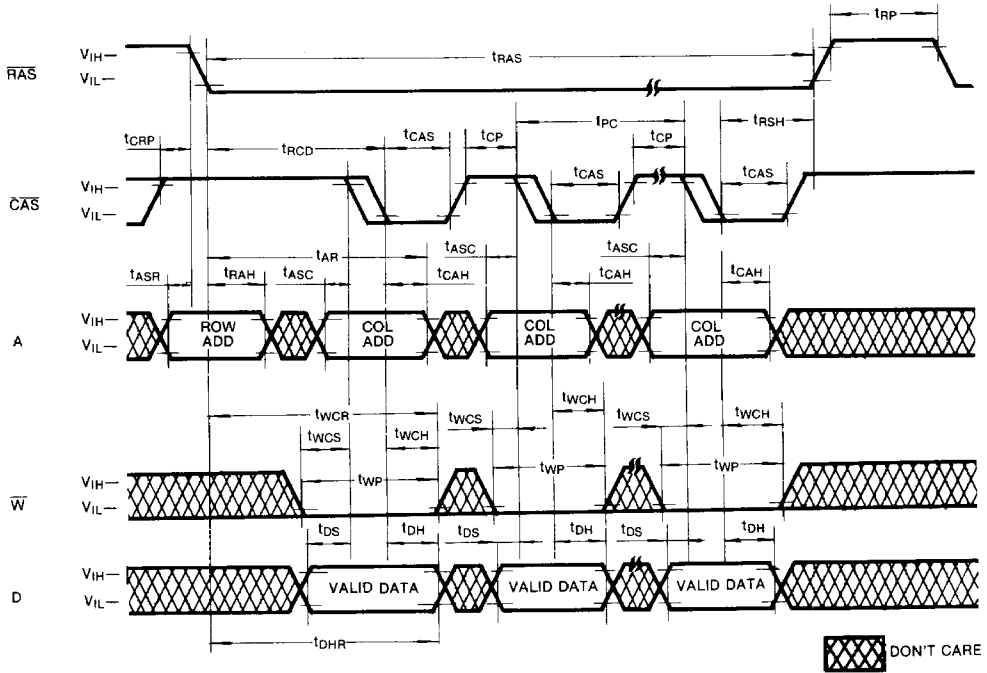 tRP
VIH
RAS
tRAS
VIL
tCRP
tRCD
tCAS
tCP
tPC
tCP
tRSH
VIH
CAS
tCAS
tCAS
VIL
tAR
tASC
tASC
tASR
tRAH
tASC
tCAH
tCAH
tCAH
VIH
A
ROW ADD
COL ADD
COL ADD
COL ADD
VIL
tWCR
tWCS
tWCH
tWCS
tWCH
tWCS
tWCH
tWP
tWP
tWP
VIH
W
VIL
tDS
tDH
tDS
tDH
tDS
tDH
VIH
D
VALID DATA
VALID DATA
VALID DATA
VIL
tDHR
DON'T CARE